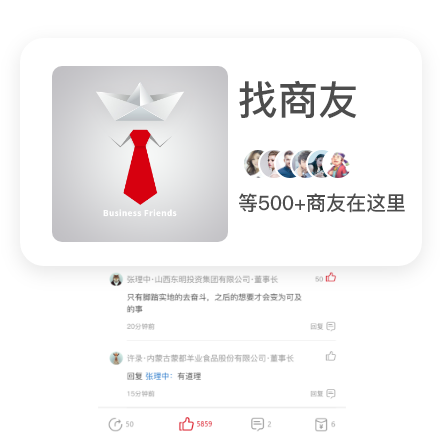 找商友
Business Friends
等500+商友在这里
张理中·山西东明投资集团有限公司·董事长 50
只有脚踏实地的去奋斗，之后的想要才会变为可及
的事
20分钟前 回复
许录·内蒙古蒙都羊业食品股份有限公司·董事长
回复 张理中：有道理
15分钟前 回复
50 5859 2 6